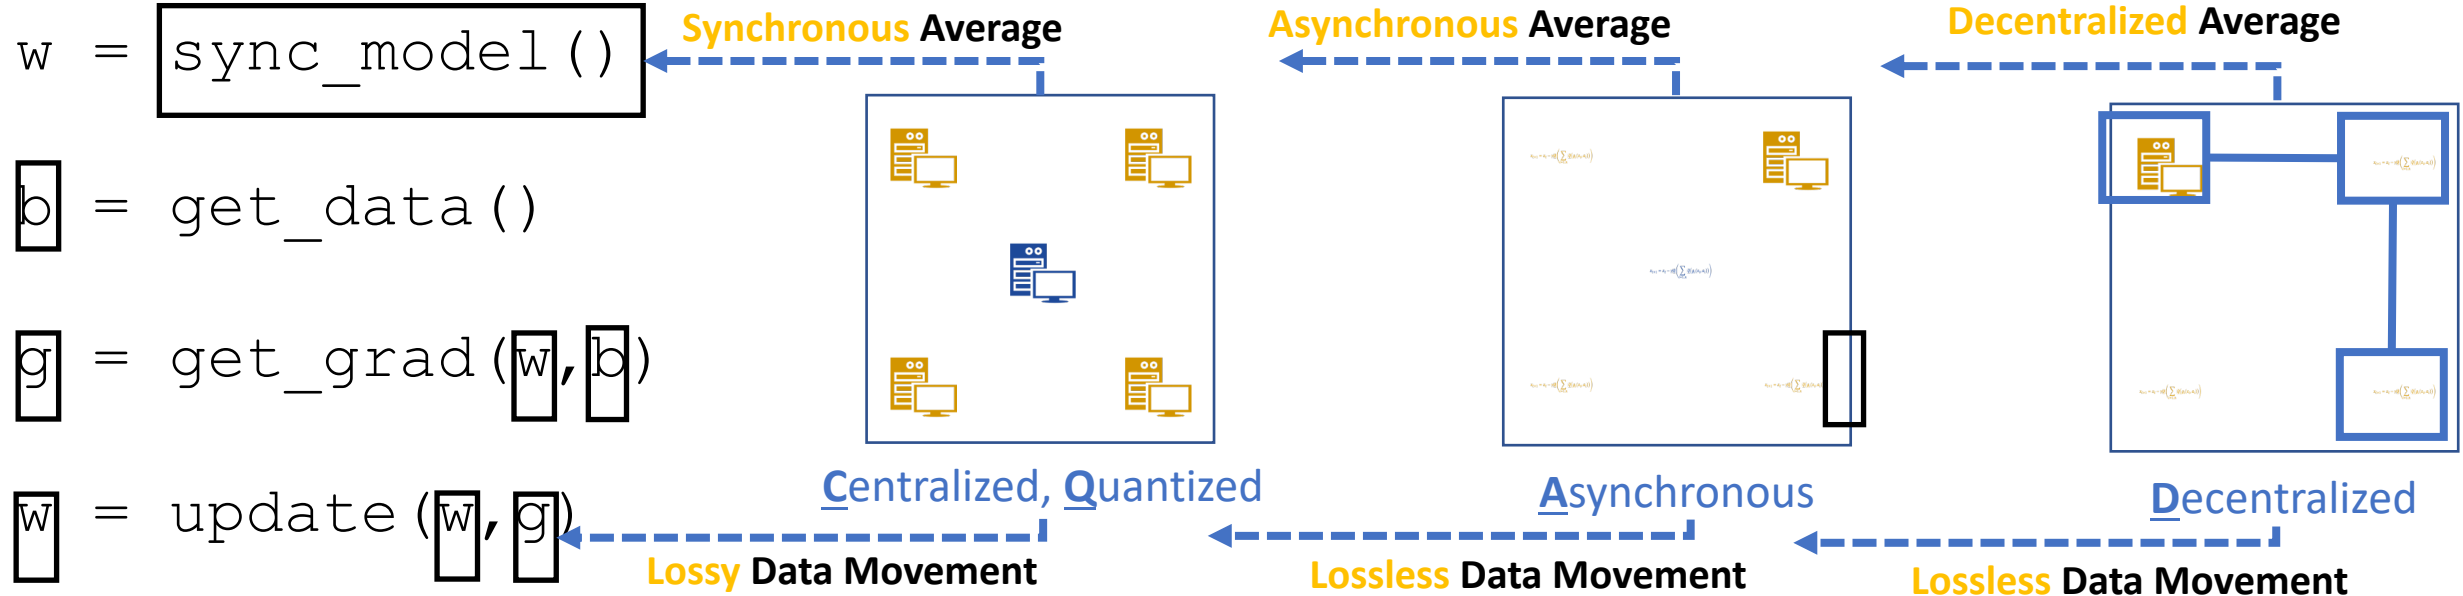 w = sync_model()
b = get_data()
g = get_grad(w,b)
w = update(w,g)
Synchronous Average
Centralized, Quantized
Lossy Data Movement
Asynchronous Average
Asynchronous
Lossless Data Movement
Decentralized Average
Decentralized
Lossless Data Movement